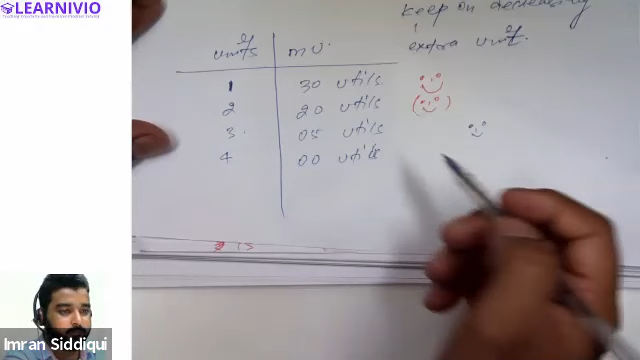 LEARNIVIO
keep on decreasing
extra unit.
units MU.
1 30 utils
2 20 utils
3. 05 utils
4 00 utils
Imran Siddiqui